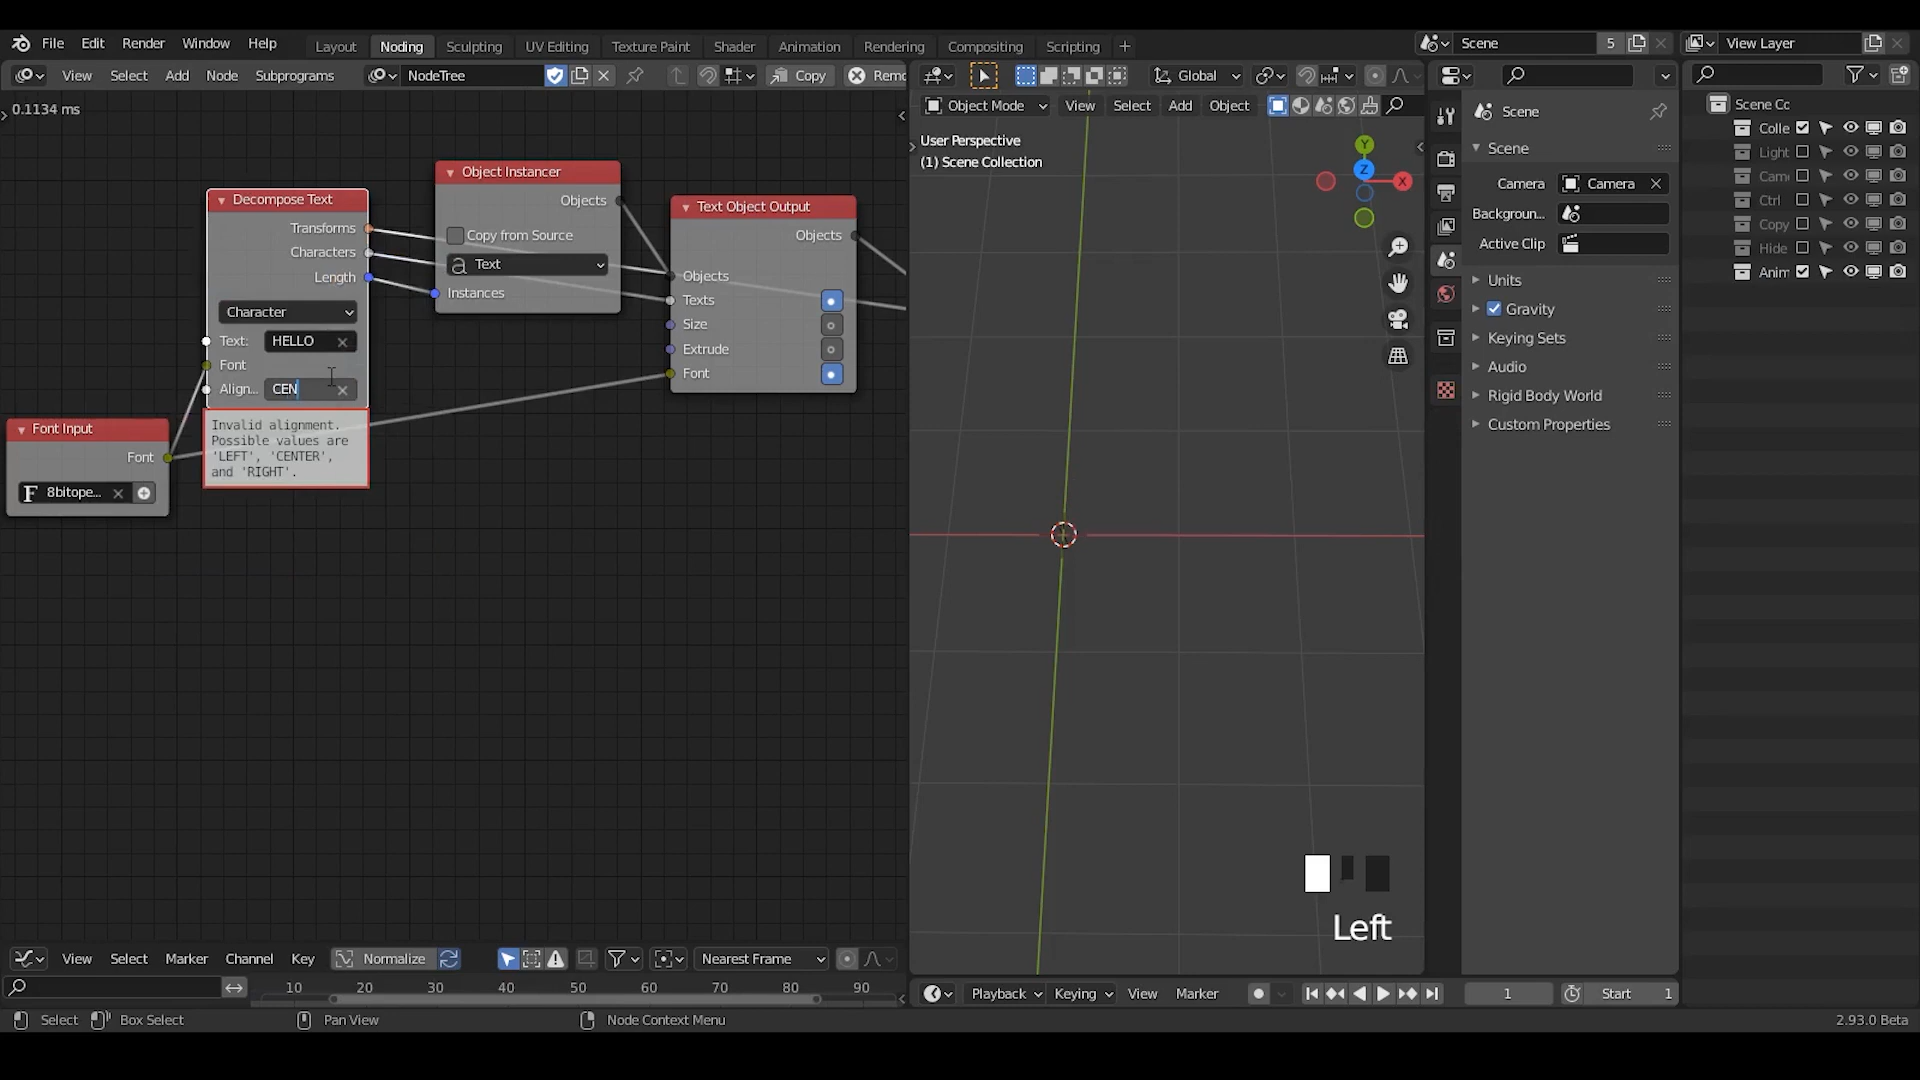 File Edit Render Window Help
Layout Noding Sculpting UV Editing Texture Paint Shader Animation Rendering Compositing Scripting
Scene 5
View Layer
View Select Add Node Subprograms
NodeTree
Copy
Remo
Global
0.1134 ms
Object Mode View Select Add Object
User Perspective
(1) Scene Collection
Y
Z
X
Object Instancer
Objects
Copy from Source
Text
Instances
Decompose Text
Transforms
Characters
Length
Character
Text: HELLO
Font
Align... CEN
Invalid alignment.
Possible values are
'LEFT', 'CENTER',
and 'RIGHT'.
Font Input
Font
F 8bitope...
Text Object Output
Objects
Objects
Texts
Size
Extrude
Font
Left
Scene
Scene
Camera Camera
Backgroun...
Active Clip
Units
Gravity
Keying Sets
Audio
Rigid Body World
Custom Properties
Scene Cc
Colle
Light
Came
Ctrl
Copy
Hide
Anim
View Select Marker Channel Key Normalize Nearest Frame
10 20 30 40 50 60 70 80 90
Playback Keying View Marker 1 Start 1
Select Box Select Pan View Node Context Menu 2.93.0 Beta